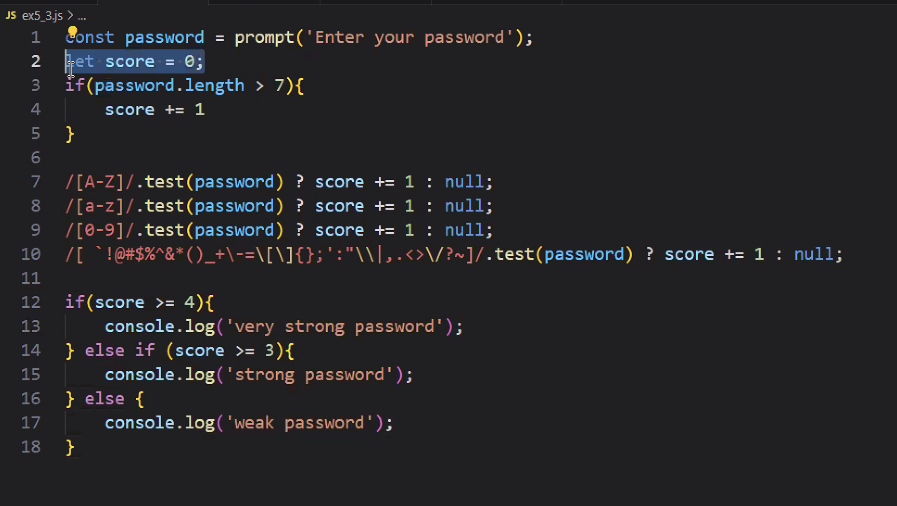 JS ex5_3.js > ...
1 const password = prompt('Enter your password');
2 let score = 0;
3 if(password.length > 7){
4     score += 1
5 }
6
7 /[A-Z]/.test(password) ? score += 1 : null;
8 /[a-z]/.test(password) ? score += 1 : null;
9 /[0-9]/.test(password) ? score += 1 : null;
10 /[ `!@#$%^&*()_+\-=\[\]{};':"\\|,.<>\/?~]/.test(password) ? score += 1 : null;
11
12 if(score >= 4){
13     console.log('very strong password');
14 } else if (score >= 3){
15     console.log('strong password');
16 } else {
17     console.log('weak password');
18 }